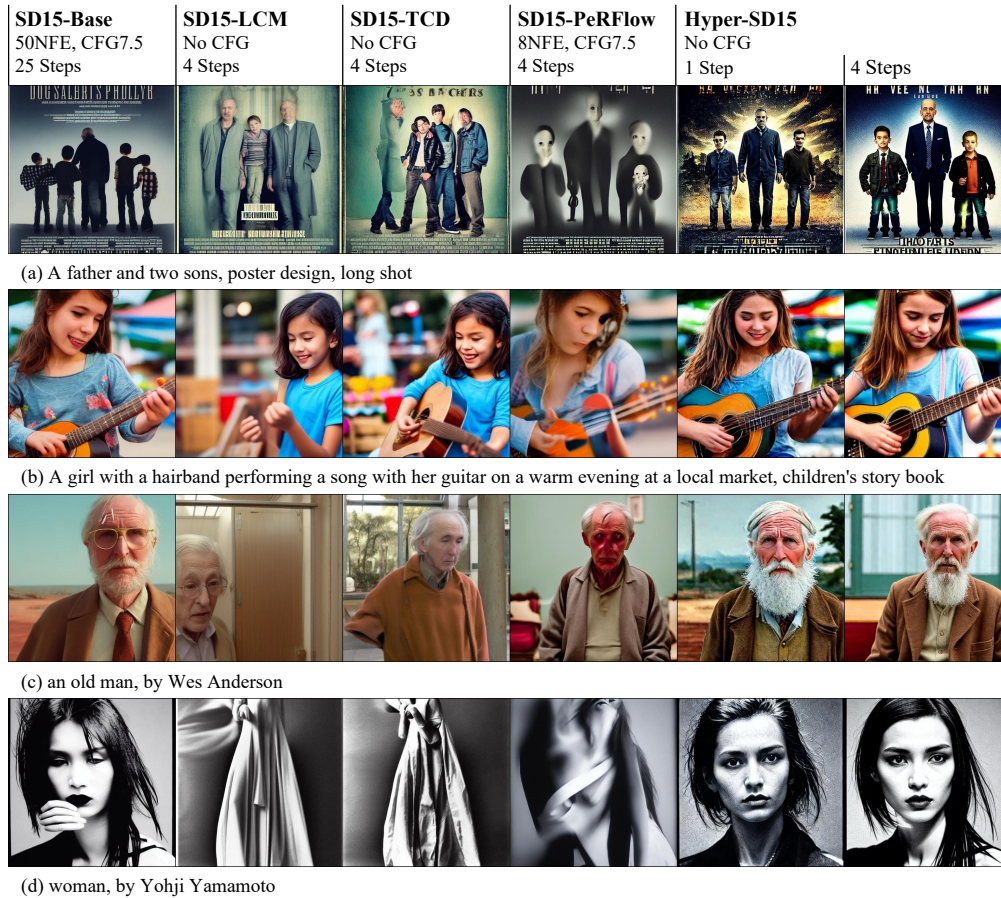 SD15-Base
50NFE, CFG7.5
25 Steps
SD15-LCM
No CFG
4 Steps
SD15-TCD
No CFG
4 Steps
SD15-PeRFlow
8NFE, CFG7.5
4 Steps
Hyper-SD15
No CFG
1 Step
4 Steps
(a) A father and two sons, poster design, long shot
(b) A girl with a hairband performing a song with her guitar on a warm evening at a local market, children's story book
(c) an old man, by Wes Anderson
(d) woman, by Yohji Yamamoto